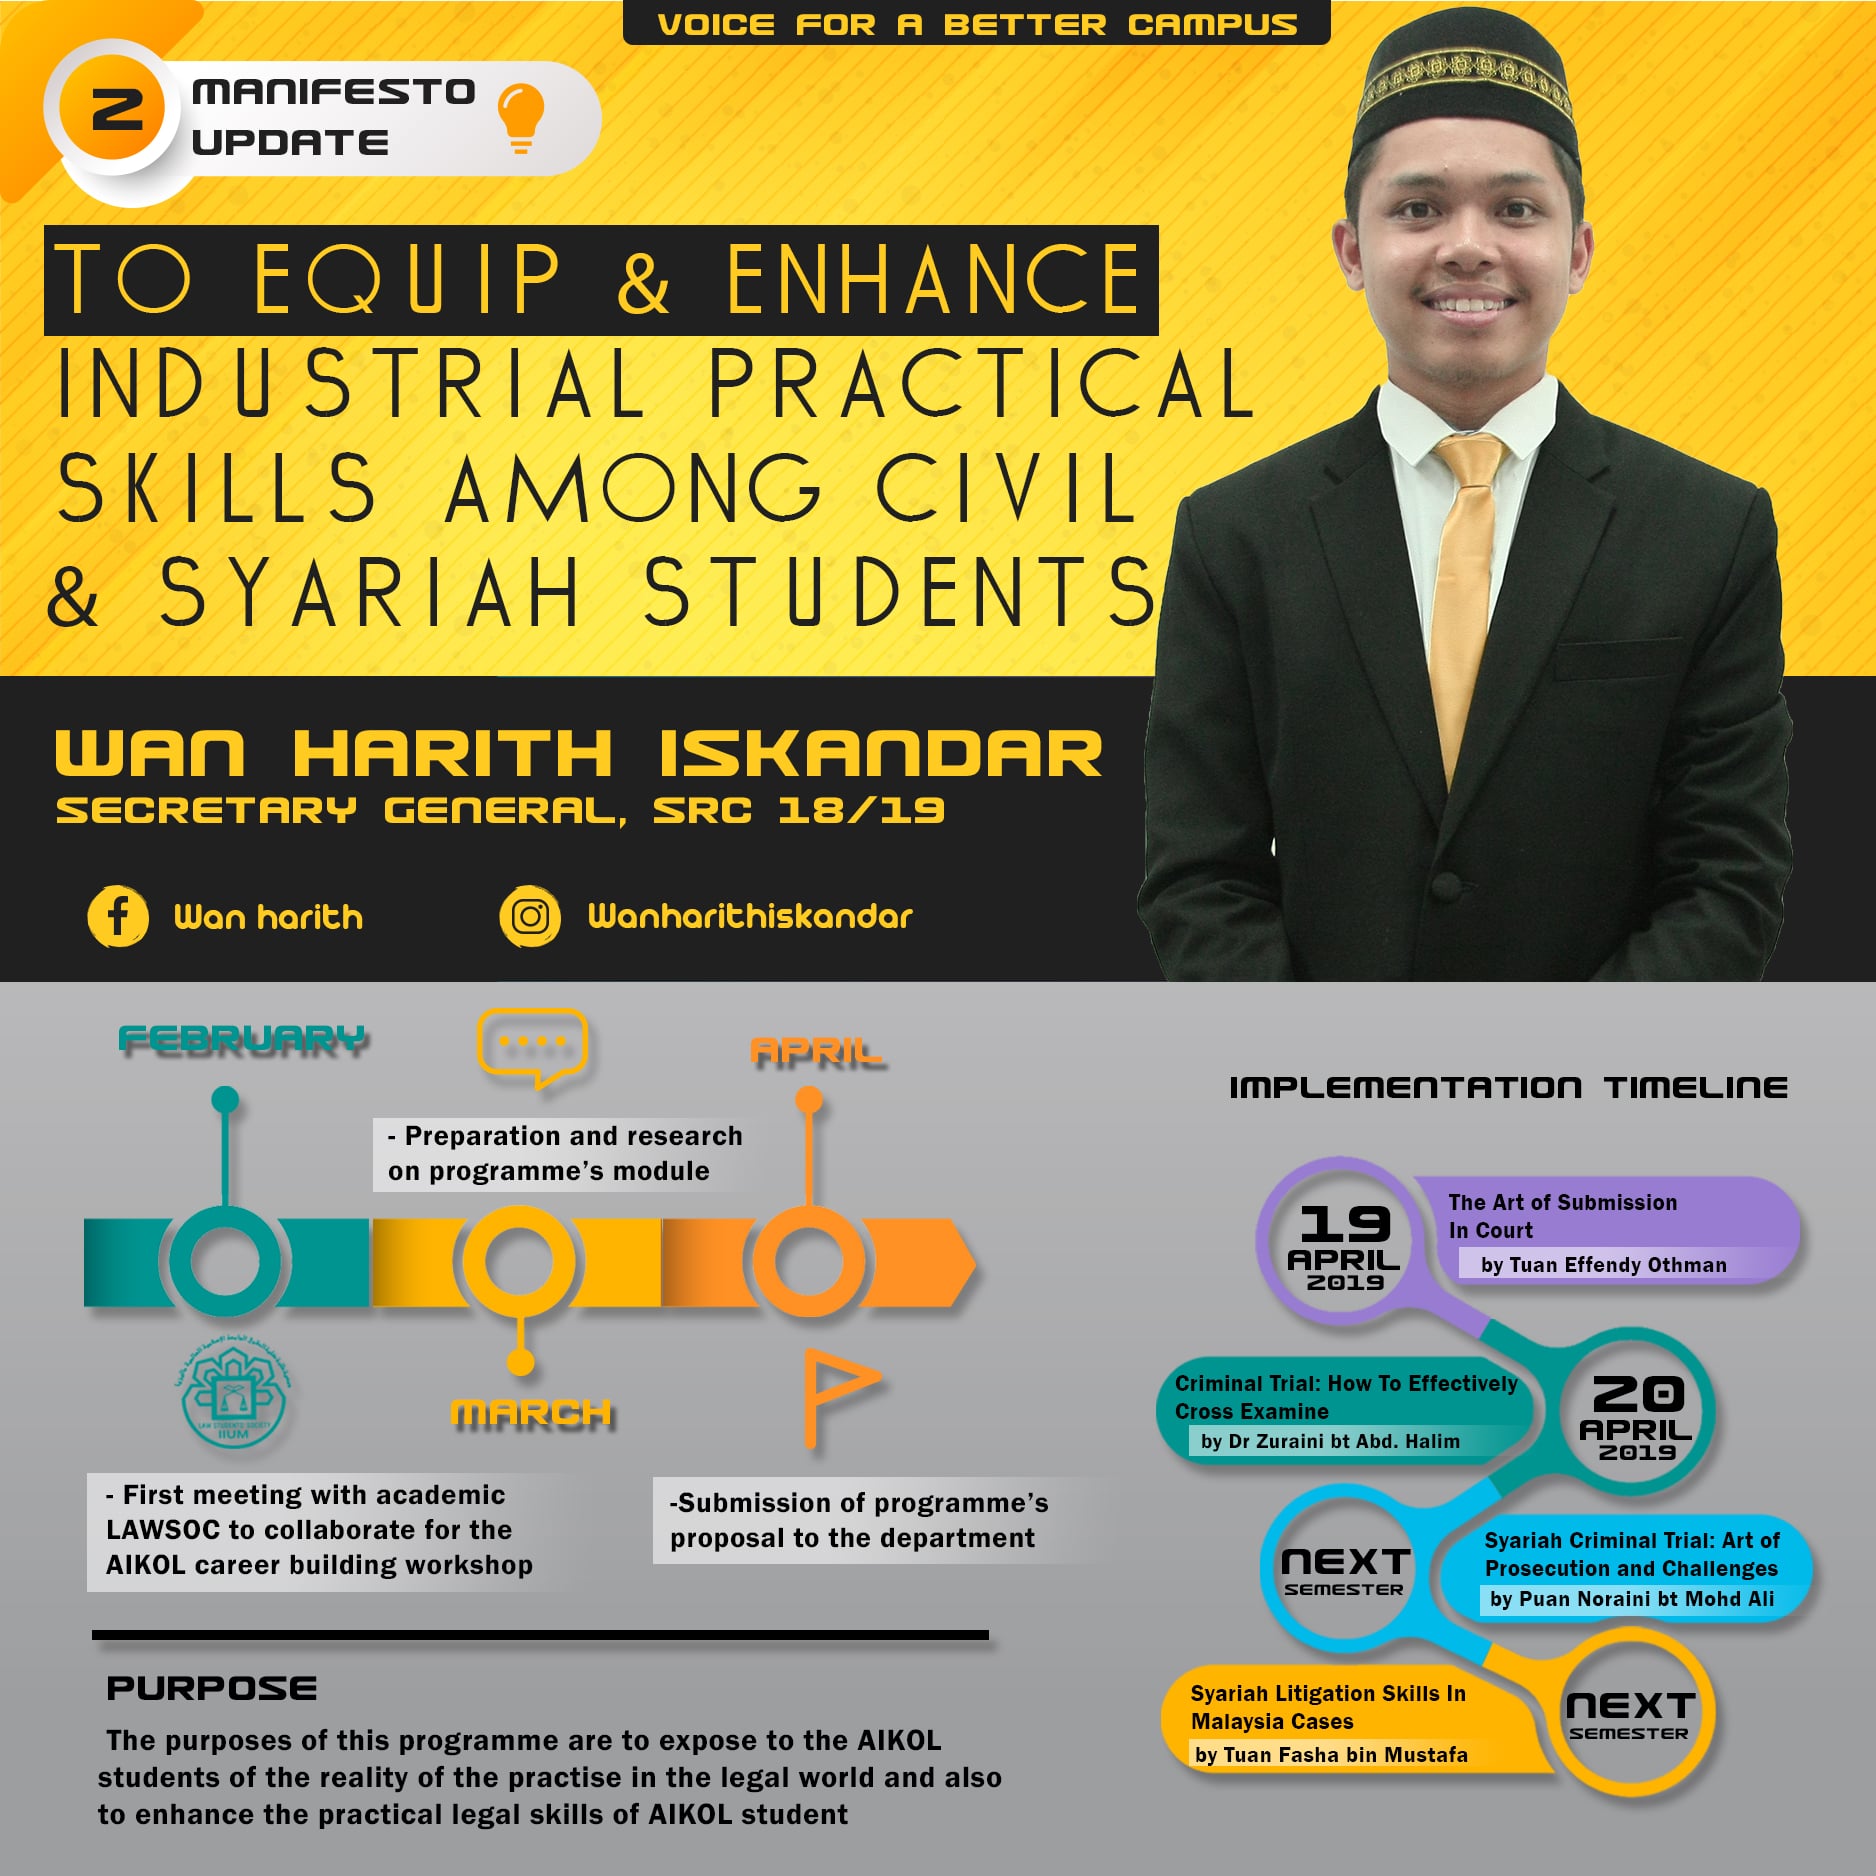 VOICE FOR A BETTER CAMPUS
2
MANIFESTO
UPDATE
TO EQUIP & ENHANCE
INDUSTRIAL PRACTICAL
SKILLS AMONG CIVIL
& SYARIAH STUDENTS
WAN HARITH ISKANDAR
SECRETARY GENERAL, SRC 18/19
Wan harith
Wanharithiskandar
FEBRUARY
- First meeting with academic
LAWSOC to collaborate for the
AIKOL career building workshop
LAW STUDENTS' SOCIETY
IIUM
- Preparation and research
on programme's module
MARCH
APRIL
-Submission of programme's
proposal to the department
PURPOSE
The purposes of this programme are to expose to the AIKOL
students of the reality of the practise in the legal world and also
to enhance the practical legal skills of AIKOL student
IMPLEMENTATION TIMELINE
19
APRIL
2019
The Art of Submission
In Court
by Tuan Effendy Othman
20
APRIL
2019
Criminal Trial: How To Effectively
Cross Examine
by Dr Zuraini bt Abd. Halim
NEXT
SEMESTER
Syariah Criminal Trial: Art of
Prosecution and Challenges
by Puan Noraini bt Mohd Ali
NEXT
SEMESTER
Syariah Litigation Skills In
Malaysia Cases
by Tuan Fasha bin Mustafa